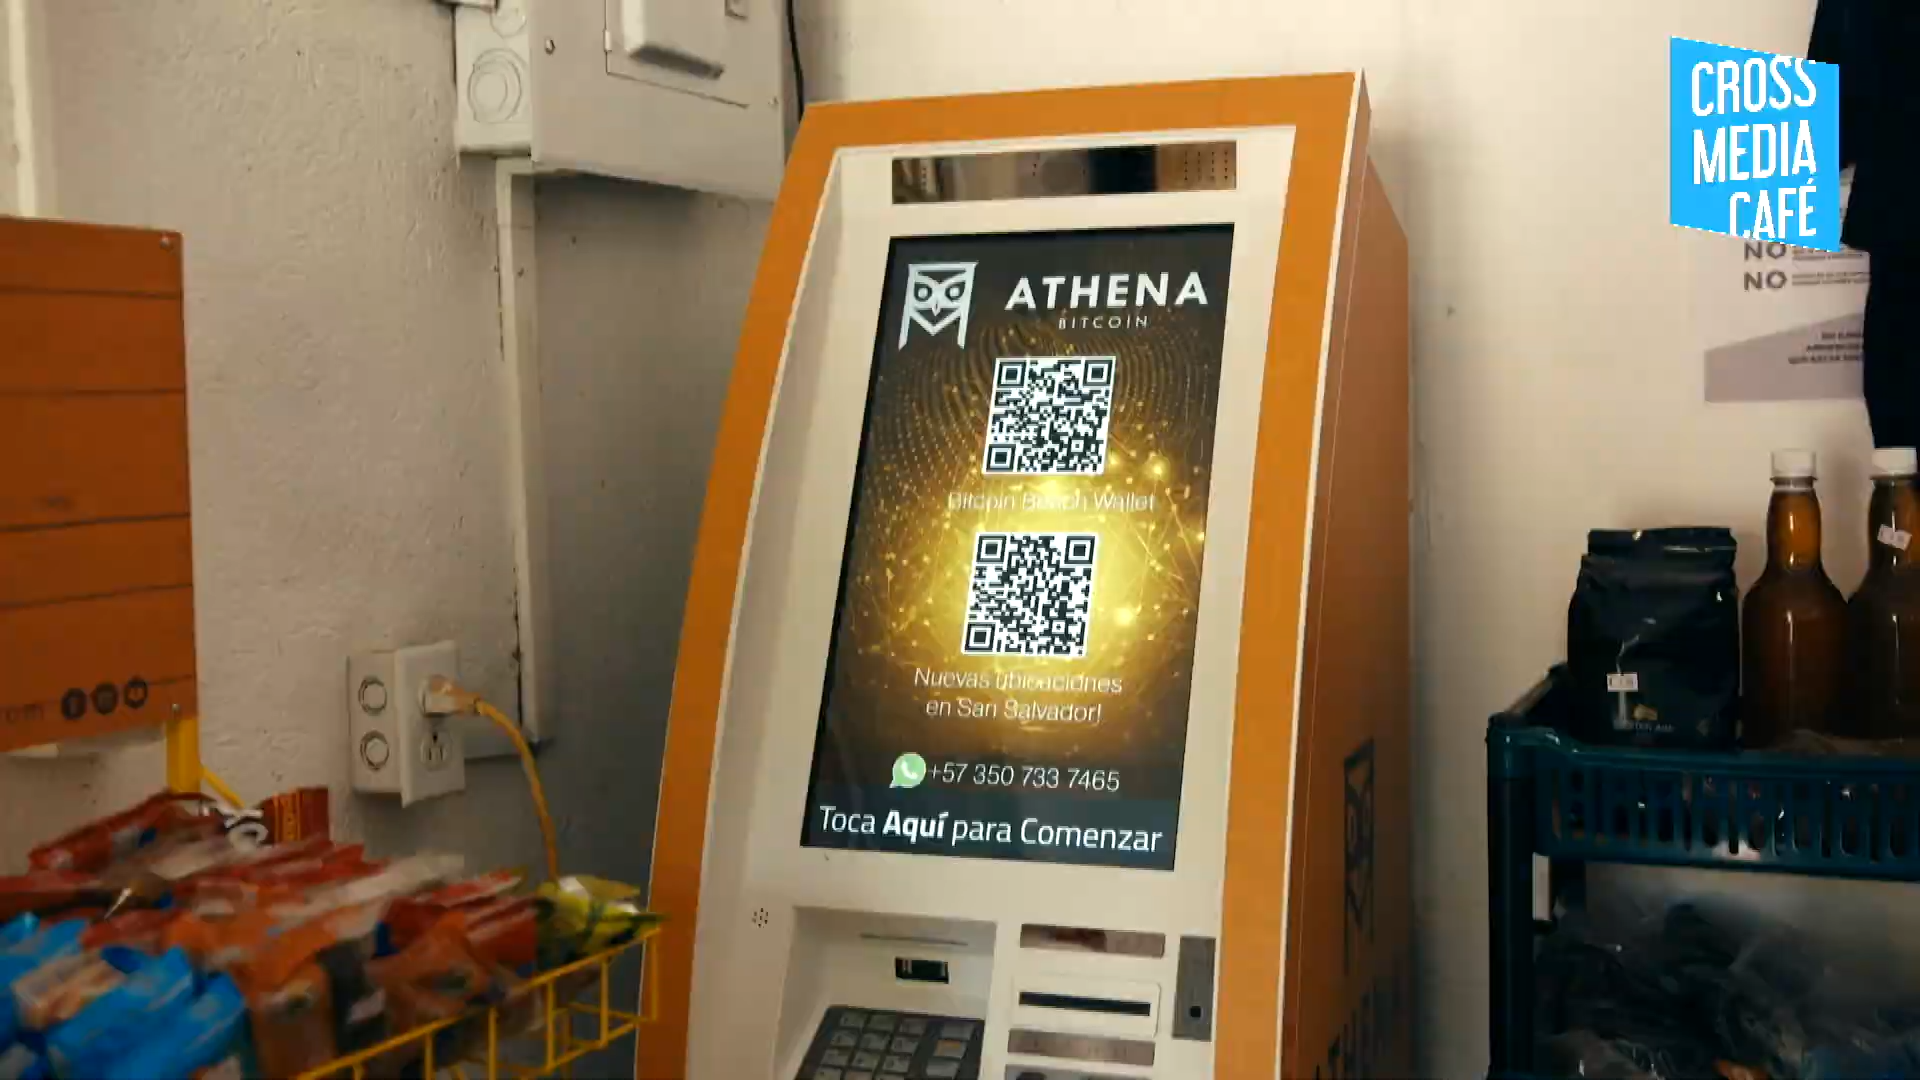 CROSS
MEDIA
CAFÉ
NO
NO
ATHENA
BITCOIN
Bitcoin Beach Wallet
Nuevas ubicaciones
en San Salvador!
+57 350 733 7465
Toca Aquí para Comenzar